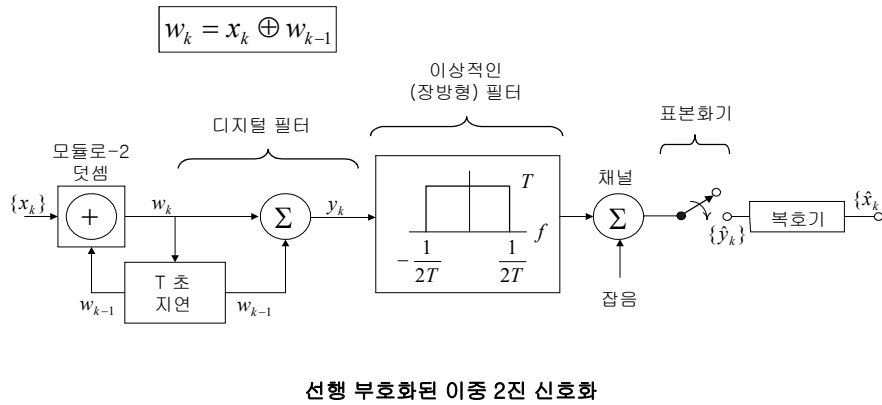 w_k = x_k ⊕ w_{k-1}
이상적인
(장방형) 필터
표본화기
디지털 필터
모듈로-2
덧셈
채널
{x_k}
+
w_k
Σ
y_k
T
f
-1/2T
1/2T
Σ
{ŷ_k}
복호기
{x̂_k
T 초
지연
w_{k-1}
w_{k-1}
잡음
선행 부호화된 이중 2진 신호화